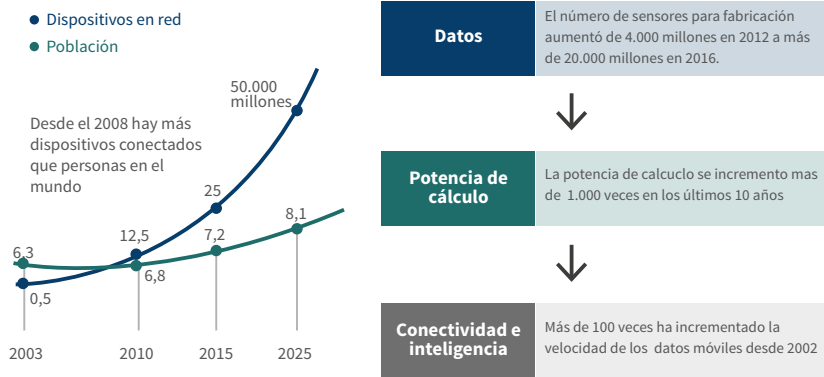 Dispositivos en red
Población
50.000
millones
Desde el 2008 hay más
dispositivos conectados
que personas en el
mundo
25
12,5
8,1
7,2
6,3
6,8
0,5
2003
2010
2015
2025
Datos
El número de sensores para fabricación
aumentó de 4.000 millones en 2012 a más
de 20.000 millones en 2016.
Potencia de
cálculo
La potencia de calcuclo se incremento mas
de 1.000 veces en los últimos 10 años
Conectividad e
inteligencia
Más de 100 veces ha incrementado la
velocidad de los datos móviles desde 2002